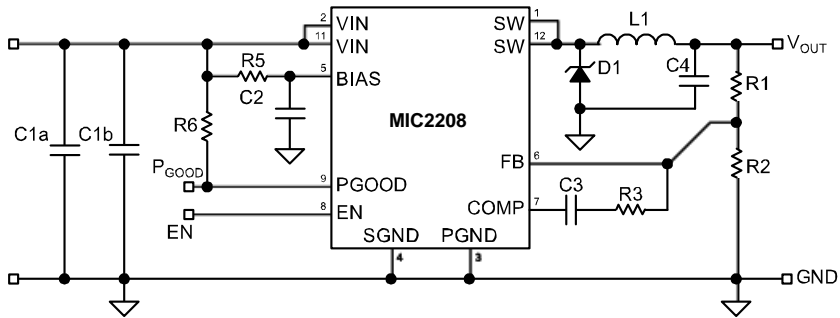 2
VIN
11
VIN
R5
5
BIAS
C2
R6
C1a
C1b
PGOOD
9
PGOOD
8
EN
EN
MIC2208
SGND
4
PGND
3
1
SW
12
SW
L1
VOUT
D1
C4
R1
FB
6
R2
C3
R3
COMP
7
GND